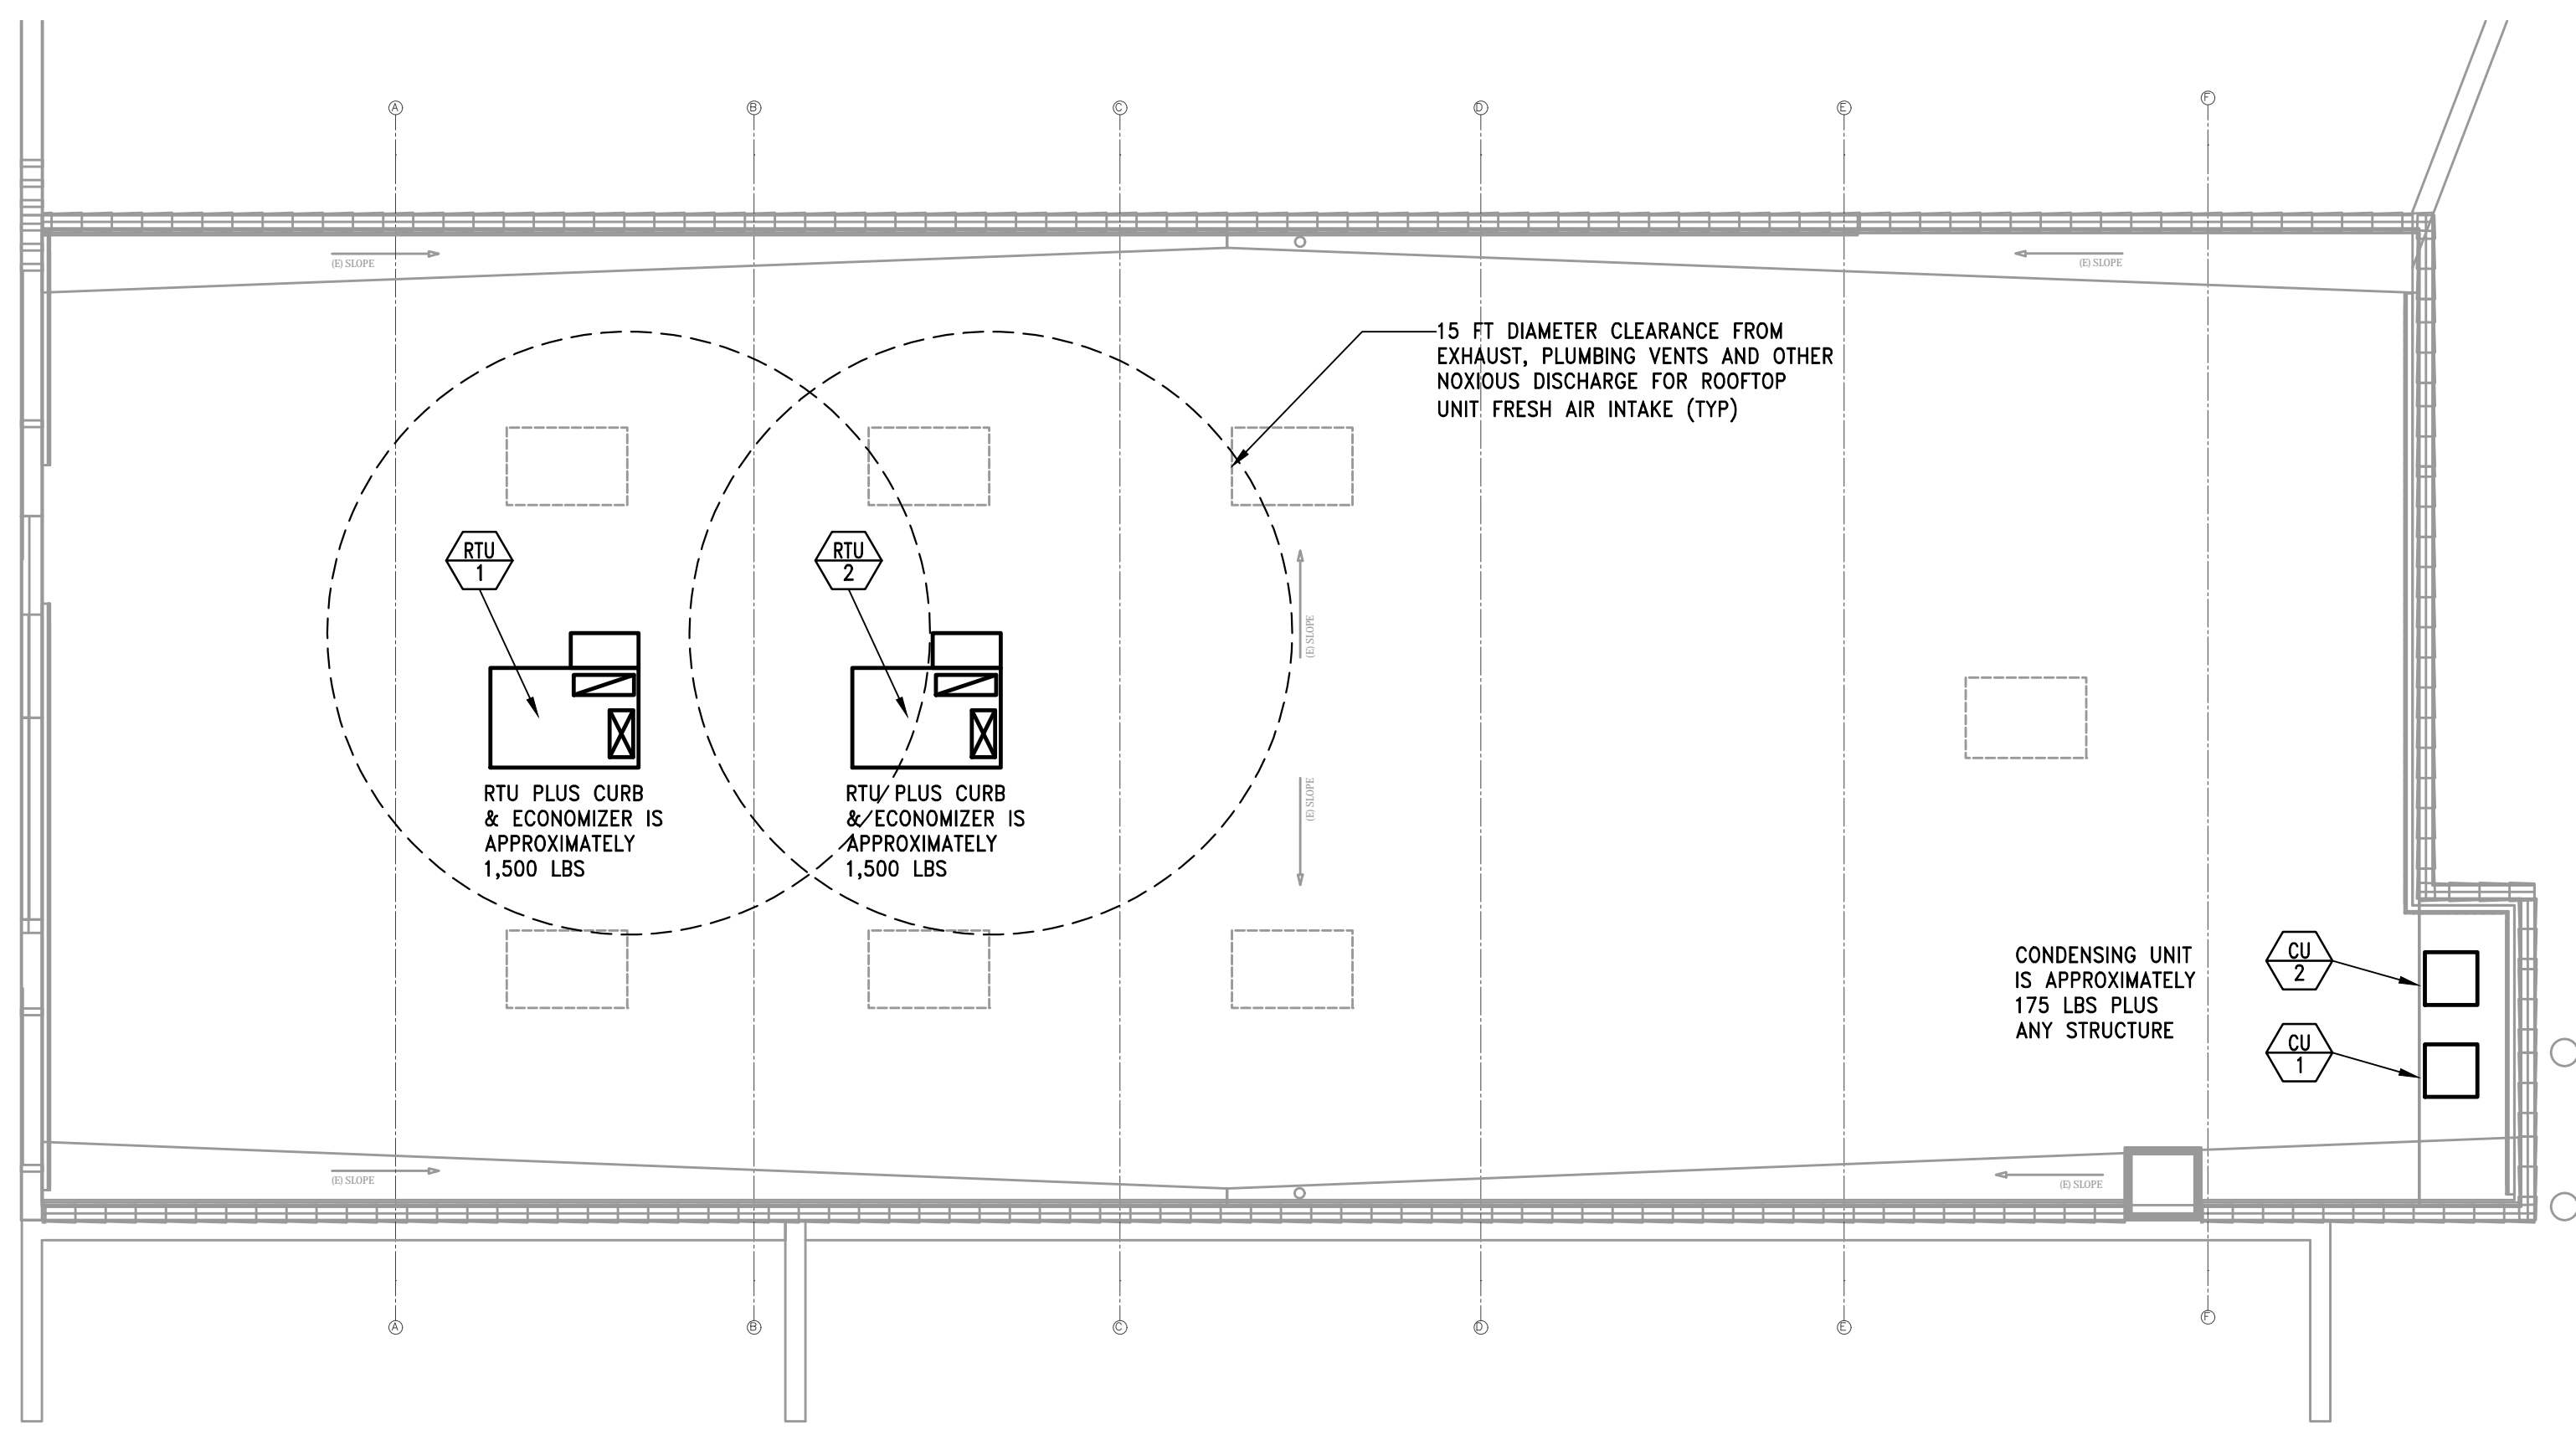 A
B
C
D
E
F
(E) SLOPE
(E) SLOPE
15 FT DIAMETER CLEARANCE FROM
EXHAUST, PLUMBING VENTS AND OTHER
NOXIOUS DISCHARGE FOR ROOFTOP
UNIT FRESH AIR INTAKE (TYP)
RTU
1
RTU
2
(E) SLOPE
(E) SLOPE
RTU PLUS CURB
& ECONOMIZER IS
APPROXIMATELY
1,500 LBS
RTU PLUS CURB
& ECONOMIZER IS
APPROXIMATELY
1,500 LBS
CONDENSING UNIT
IS APPROXIMATELY
175 LBS PLUS
ANY STRUCTURE
CU
2
CU
1
(E) SLOPE
(E) SLOPE
A
B
C
D
E
F